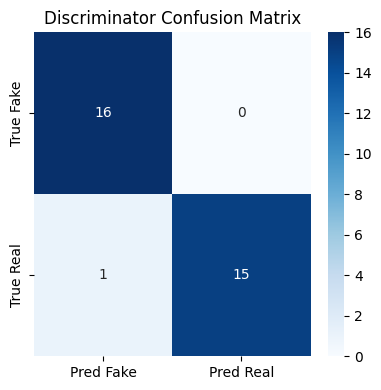 Discriminator Confusion Matrix
True Fake
16
0
True Real
1
15
Pred Fake
Pred Real
16
14
12
10
8
6
4
2
0